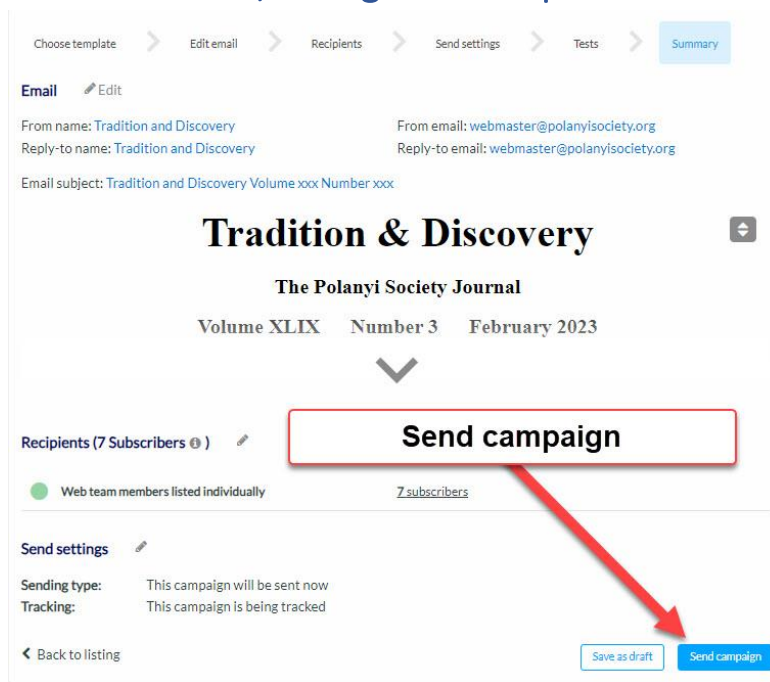 Choose template Edit email Recipients Send settings Tests Summary
Email Edit
From name: Tradition and Discovery From email: webmaster@polanyisociety.org
Reply-to name: Tradition and Discovery Reply-to email: webmaster@polanyisociety.org
Email subject: Tradition and Discovery Volume xxx Number xxx
Tradition & Discovery
The Polanyi Society Journal
Volume XLIX Number 3 February 2023
Send campaign
Recipients (7 Subscribers )
Web team members listed individually 7 subscribers
Send settings
Sending type: This campaign will be sent now
Tracking: This campaign is being tracked
Back to listing Save as draft Send campaign